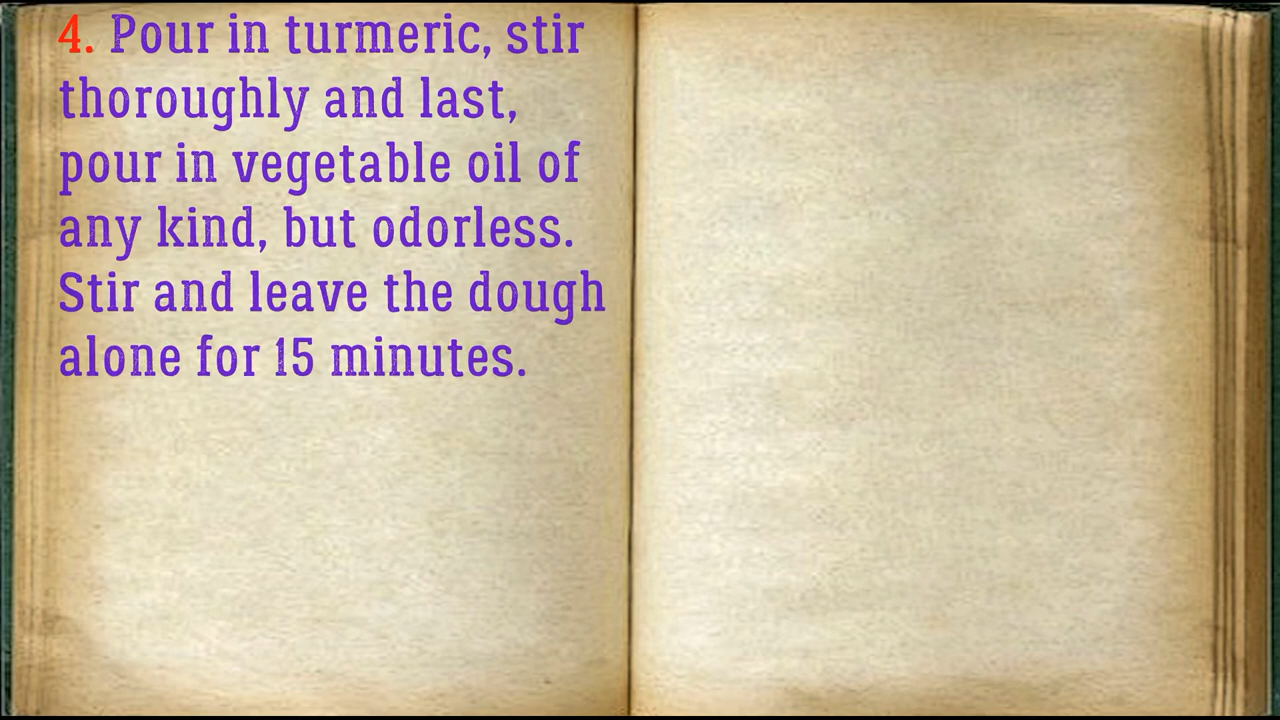 4. Pour in turmeric, stir
thoroughly and last,
pour in vegetable oil of
any kind, but odorless.
Stir and leave the dough
alone for 15 minutes.